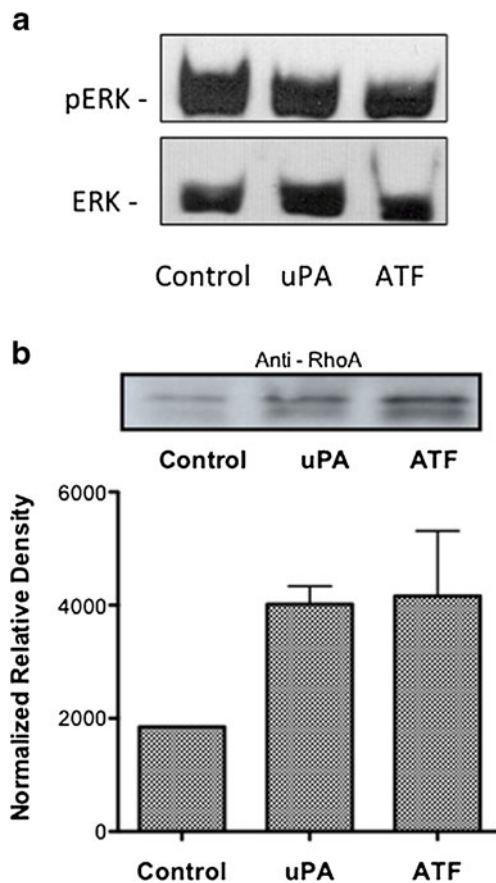 a
pERK -
ERK -
Control uPA ATF
b
Anti - RhoA
Control uPA ATF
Normalized Relative Density
6000
4000
2000
0
Control uPA ATF